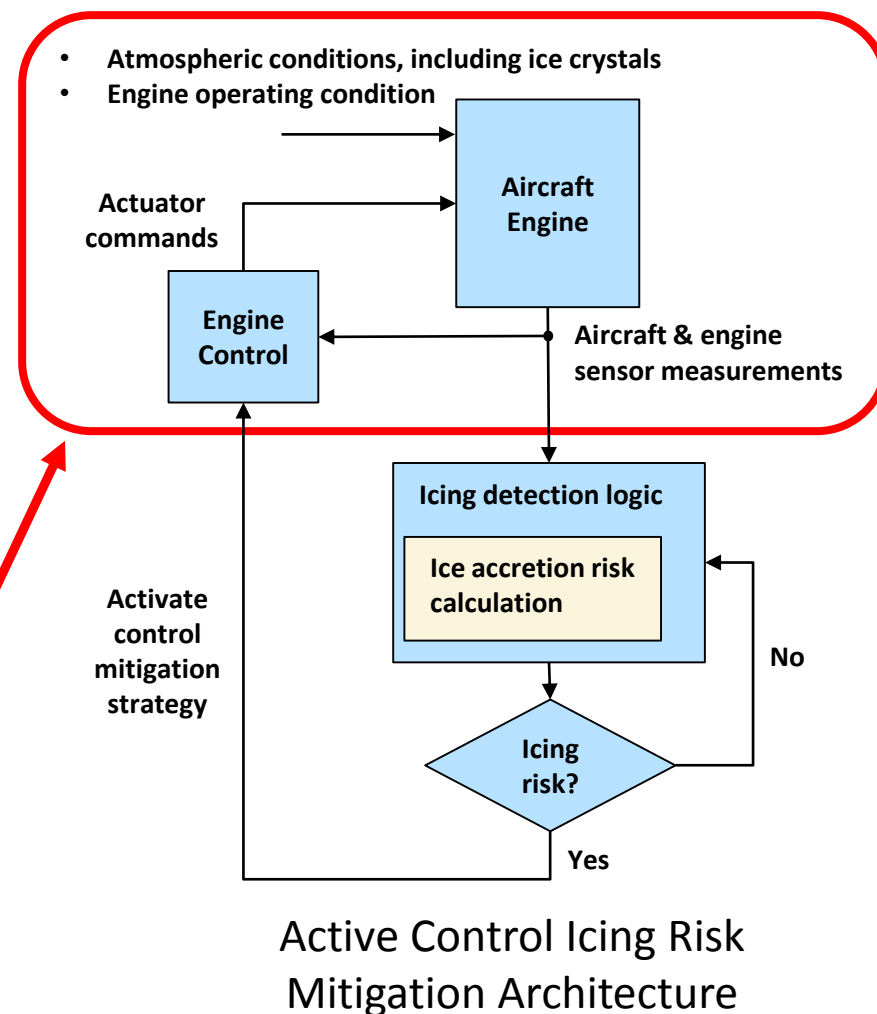 • Atmospheric conditions, including ice crystals
• Engine operating condition
Aircraft
Engine
Actuator
commands
Engine
Control
Aircraft & engine
sensor measurements
Icing detection logic
Ice accretion risk
calculation
Activate
control
mitigation
strategy
No
Icing
risk?
Yes
Active Control Icing Risk
Mitigation Architecture